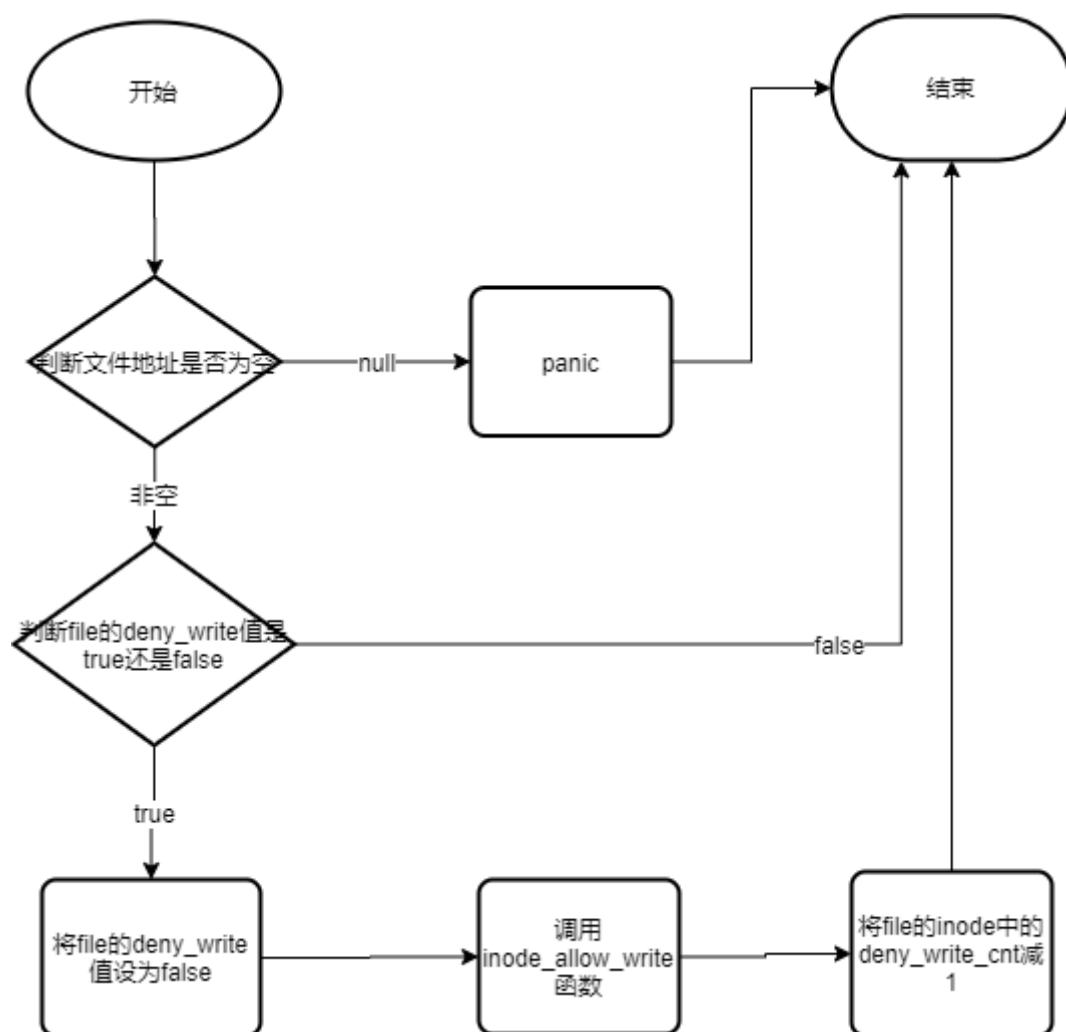 开始
结束
判断文件地址是否为空
null
panic
非空
判断file的deny_write值是
true还是false
false
true
将file的deny_write
值设为false
调用
inode_allow_write
函数
将file的inode中的
deny_write_cnt减
1